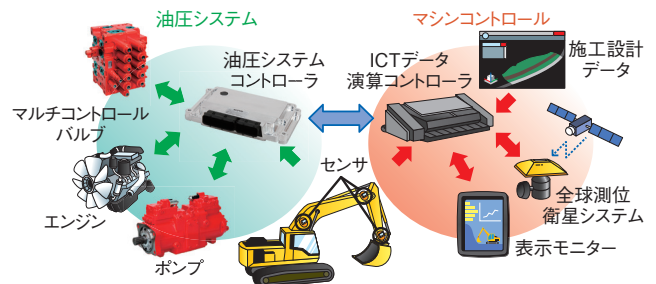 油圧システム
マシンコントロール
油圧システム
コントローラ
ICTデータ
演算コントローラ
施工設計
データ
マルチコントロール
バルブ
センサ
エンジン
全球測位
衛星システム
ポンプ
表示モニター